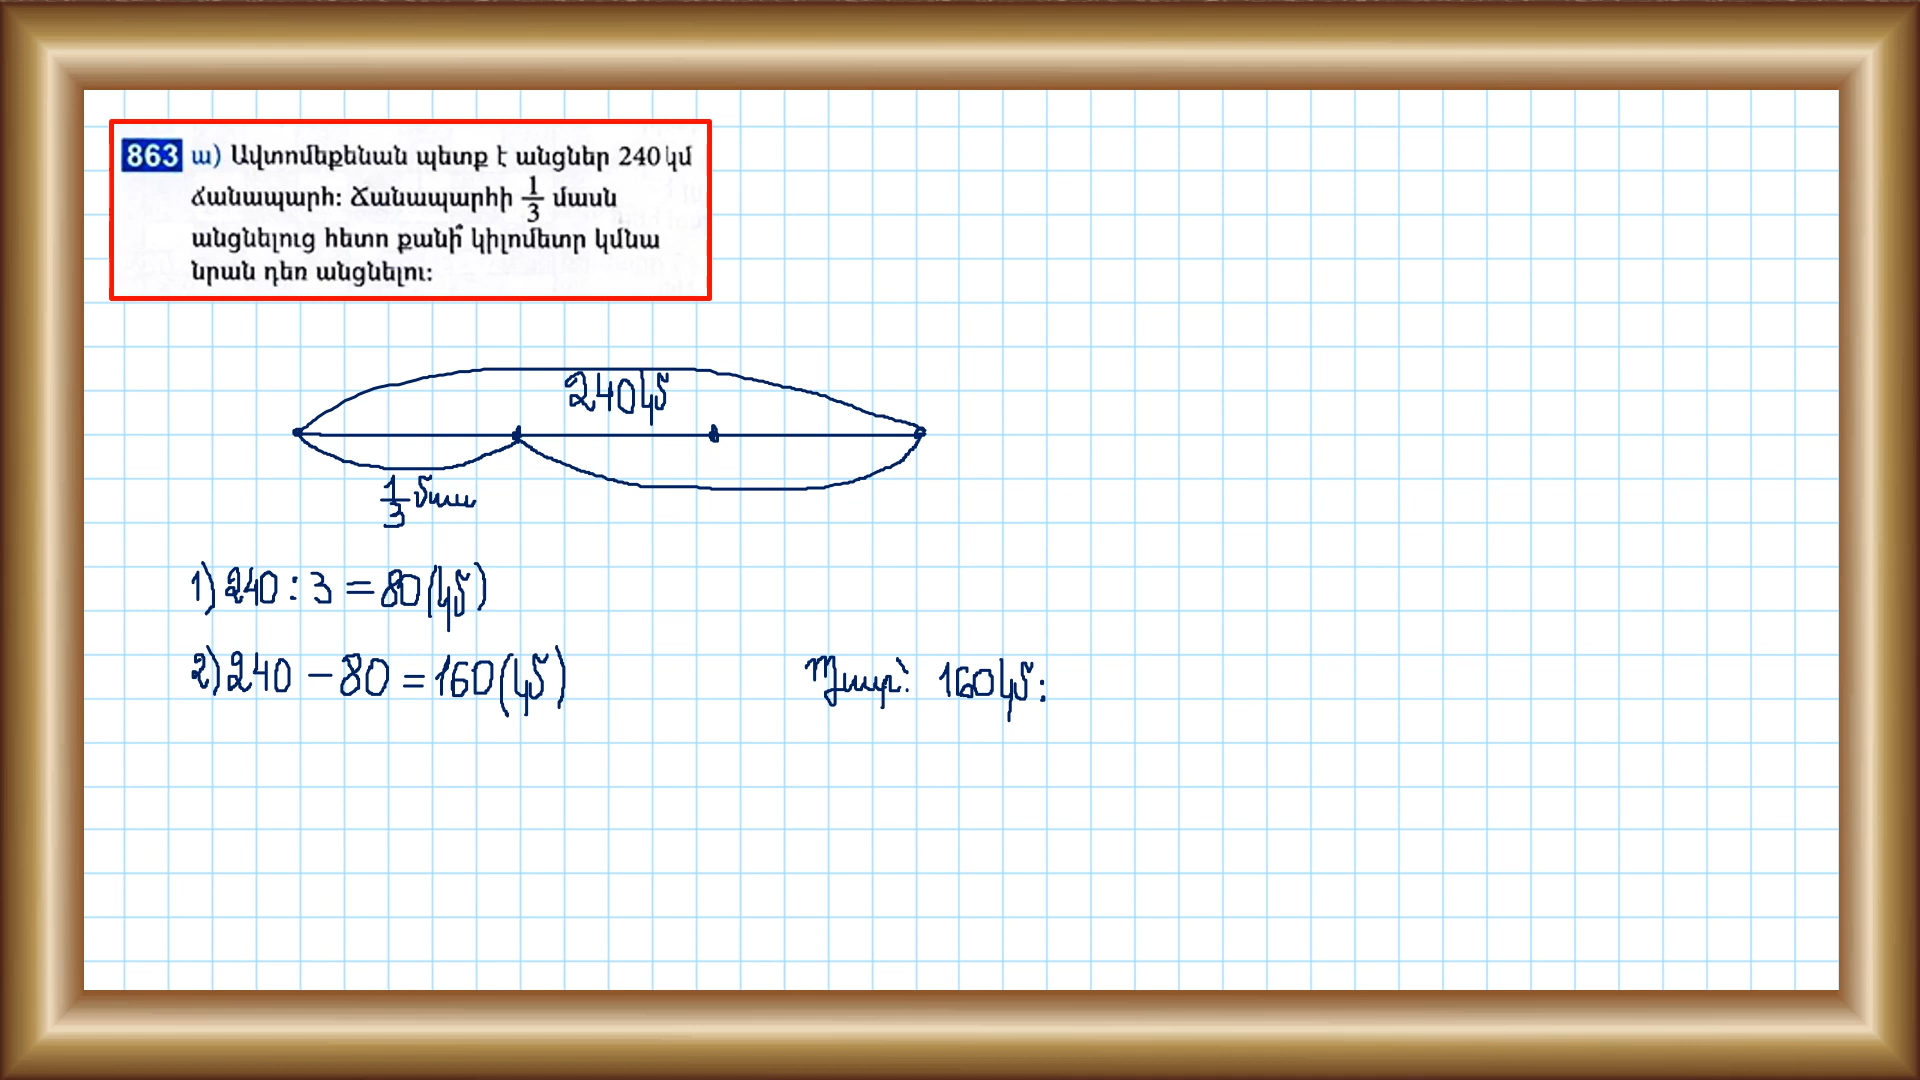 863 ա) Ավտոմեքենան պետք է անցներ 240 կմ
ճանապարհ: Ճանապարհի 1/3 մասն
անցնելուց հետո քանի՞ կիլոմետր կմնա
նրան դեռ անցնելու:
240կմ
1/3 մաս
1) 240 : 3 = 80(կմ)
2) 240 − 80 = 160(կմ)
Պատ՝ 160կմ: